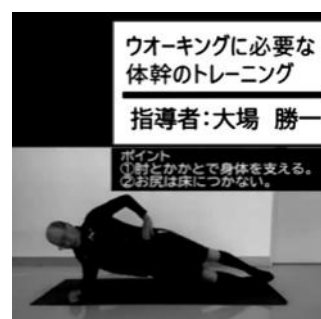 ウオーキングに必要な
体幹のトレーニング
指導者:大場 勝一
ポイント
①肘とかかとで身体を支える。
②お尻は床につかない。